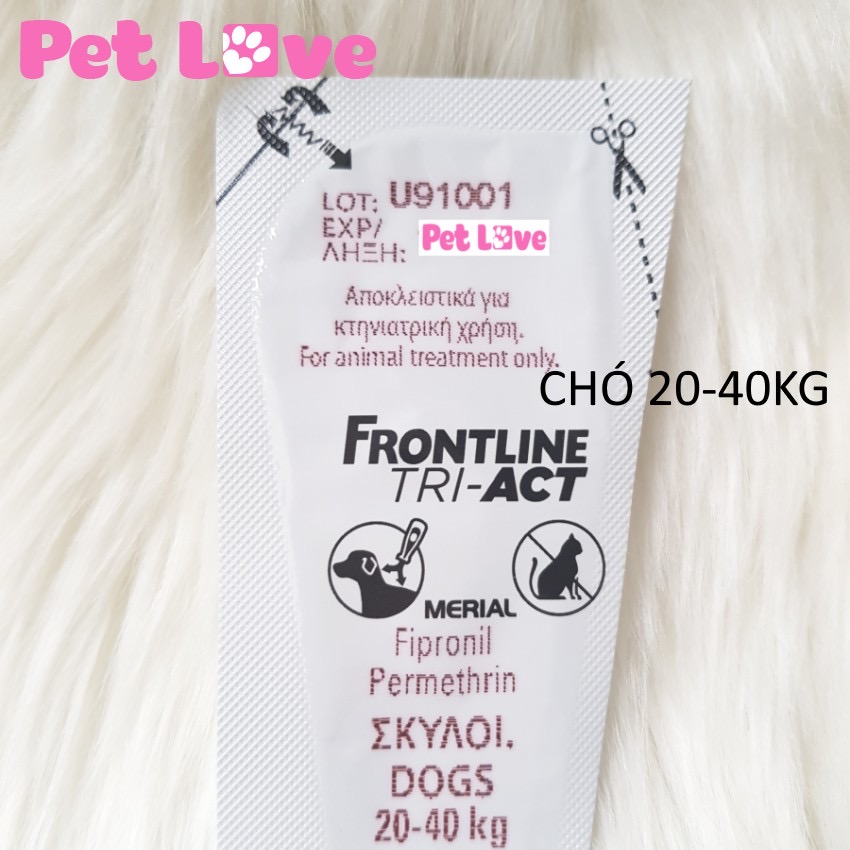 Pet Love
LOT: U91001
EXP/
ΛΗΞΗ: Pet Love
Αποκλειστικά για
κτηνιατρική χρήση.
For animal treatment only.
CHÓ 20-40KG
FRONTLINE
TRI-ACT
MERIAL
Fipronil
Permethrin
ΣΚΥΛΟΙ.
DOGS
20-40 kg